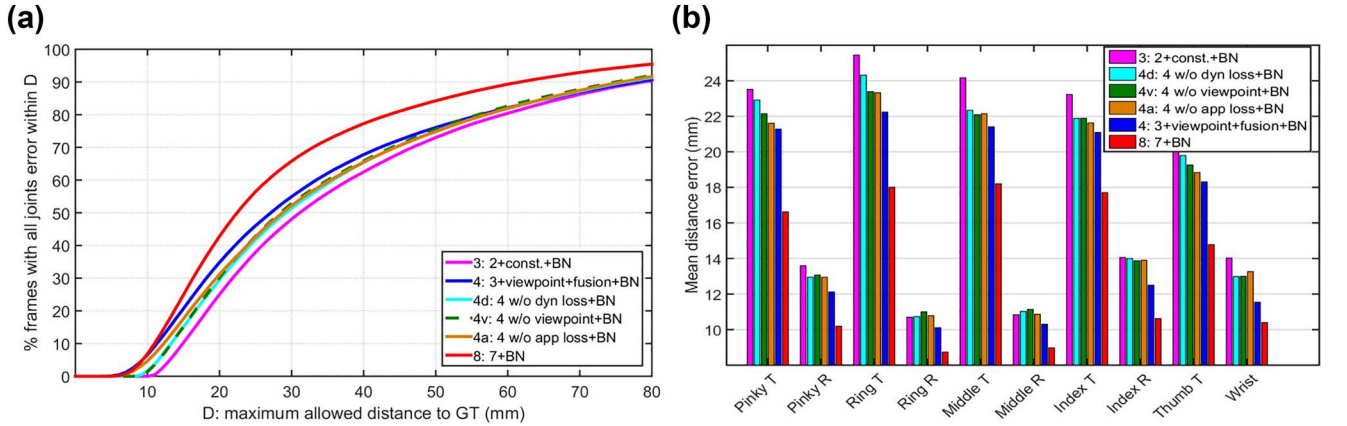 (a)
% frames with all joints error within D
100
90
80
70
60
50
40
30
20
10
0
10 20 30 40 50 60 70 80
D: maximum allowed distance to GT (mm)
3: 2+const.+BN
4: 3+viewpoint+fusion+BN
4d: 4 w/o dyn loss+BN
4v: 4 w/o viewpoint+BN
4a: 4 w/o app loss+BN
8: 7+BN
(b)
Mean distance error (mm)
24
22
20
18
16
14
12
10
Pinky T Pinky R Ring T Ring R Middle T Middle R Index T Index R Thumb T Wrist
3: 2+const.+BN
4d: 4 w/o dyn loss+BN
4v: 4 w/o viewpoint+BN
4a: 4 w/o app loss+BN
4: 3+viewpoint+fusion+BN
8: 7+BN